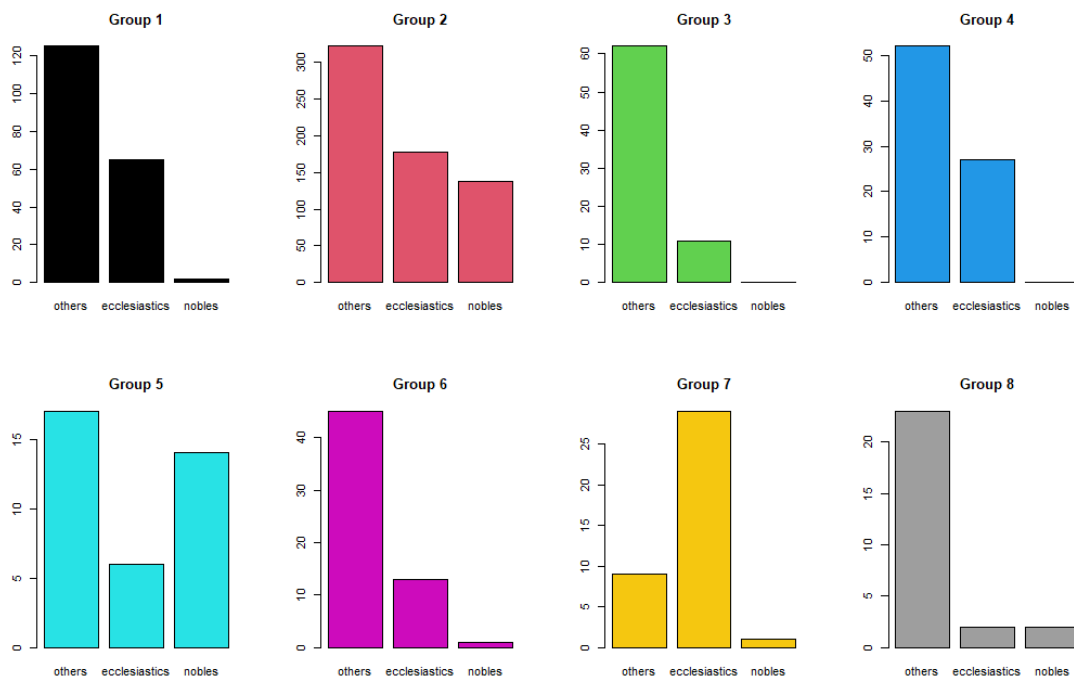 Group 1 Group 2 Group 3 Group 4
120 100 80 60 40 20 0
300 250 200 150 100 50 0
60 50 40 30 20 10 0
50 40 30 20 10 0
others ecclesiastics nobles others ecclesiastics nobles others ecclesiastics nobles others ecclesiastics nobles
Group 5 Group 6 Group 7 Group 8
15 10 5 0
40 30 20 10 0
25 20 15 10 5 0
20 15 10 5 0
others ecclesiastics nobles others ecclesiastics nobles others ecclesiastics nobles others ecclesiastics nobles